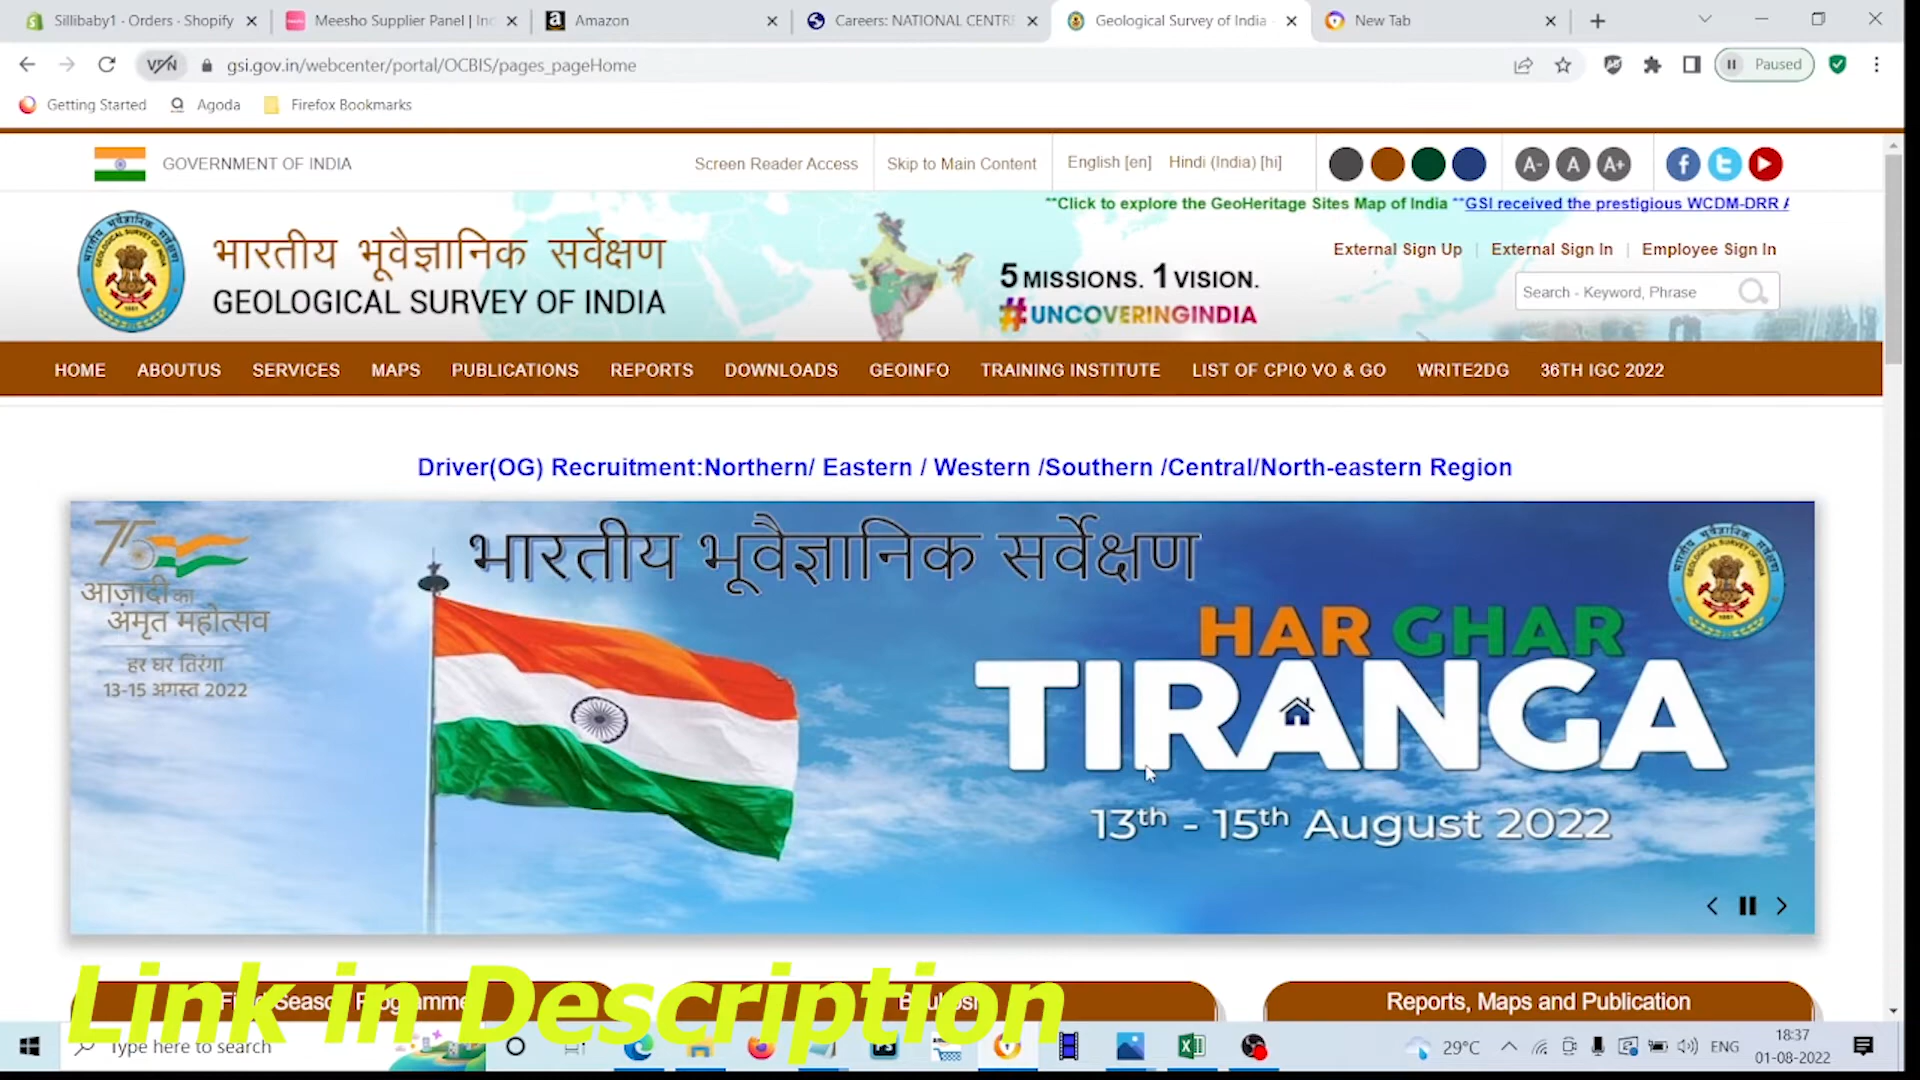 Sillibaby1 - Orders - Shopify
Meesho Supplier Panel | In
Amazon
Careers: NATIONAL CENTR
Geological Survey of India -
New Tab
VPN
gsi.gov.in/webcenter/portal/OCBIS/pages_pageHome
Paused
Getting Started
Agoda
Firefox Bookmarks
GOVERNMENT OF INDIA
Screen Reader Access
Skip to Main Content
English [en]
Hindi (India) [hi]
A-
A
A+
**Click to explore the GeoHeritage Sites Map of India **GSI received the prestigious WCDM-DRR A
भारतीय भूवैज्ञानिक सर्वेक्षण
GEOLOGICAL SURVEY OF INDIA
5 MISSIONS. 1 VISION.
#UNCOVERINGINDIA
External Sign Up | External Sign In | Employee Sign In
Search - Keyword, Phrase
HOME ABOUTUS SERVICES MAPS PUBLICATIONS REPORTS DOWNLOADS GEOINFO TRAINING INSTITUTE LIST OF CPIO VO & GO WRITE2DG 36TH IGC 2022
Driver(OG) Recruitment:Northern/ Eastern / Western /Southern /Central/North-eastern Region
75
आज़ादी का
अमृत महोत्सव
हर घर तिरंगा
13-15 अगस्त 2022
भारतीय भूवैज्ञानिक सर्वेक्षण
HAR GHAR
TIRANGA
13th - 15th August 2022
Reports, Maps and Publication
Link in Description
Type here to search
29°C
ENG
18:37
01-08-2022